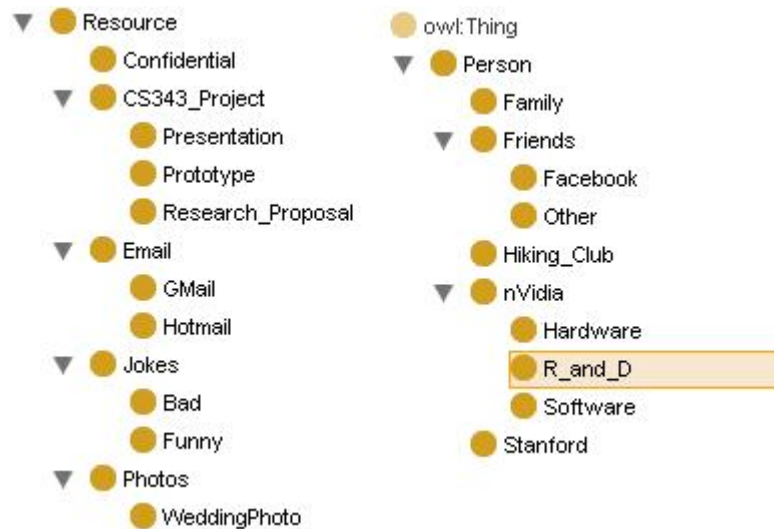 Resource
Confidential
CS343_Project
Presentation
Prototype
Research_Proposal
Email
GMail
Hotmail
Jokes
Bad
Funny
Photos
WeddingPhoto
owl:Thing
Person
Family
Friends
Facebook
Other
Hiking_Club
nVidia
Hardware
R_and_D
Software
Stanford